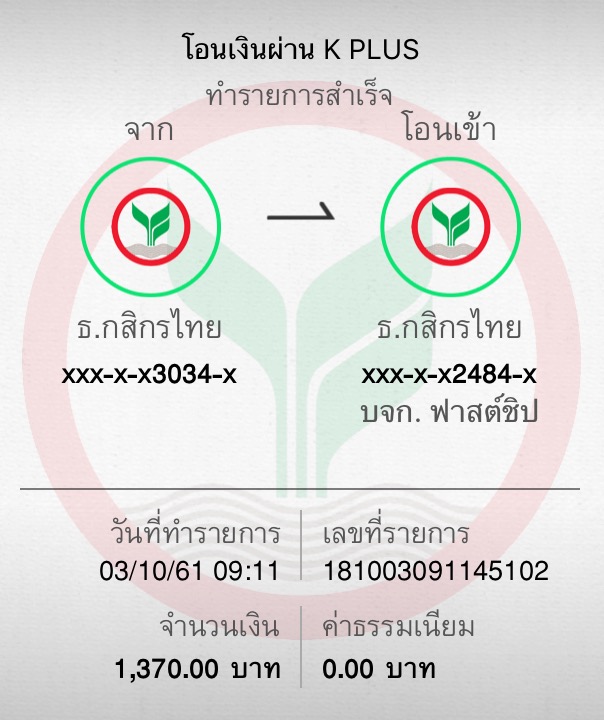 โอนเงินผ่าน K PLUS
ทำรายการสำเร็จ
จาก
โอนเข้า
ธ.กสิกรไทย
ธ.กสิกรไทย
xxx-x-x3034-x
xxx-x-x2484-x
บจก. ฟาสต์ชิป
วันที่ทำรายการ
เลขที่รายการ
03/10/61 09:11
181003091145102
จำนวนเงิน
ค่าธรรมเนียม
1,370.00 บาท
0.00 บาท